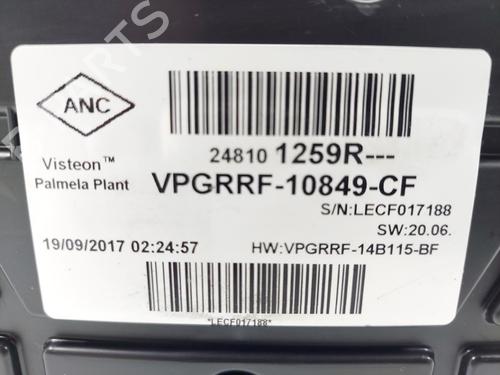 ANC
24810 1259R---
Visteon™
Palmela Plant
VPGRRF-10849-CF
S/N:LECF017188
SW:20.06.
19/09/2017 02:24:57
HW:VPGRRF-14B115-BF
*LECF017188*
PARTS